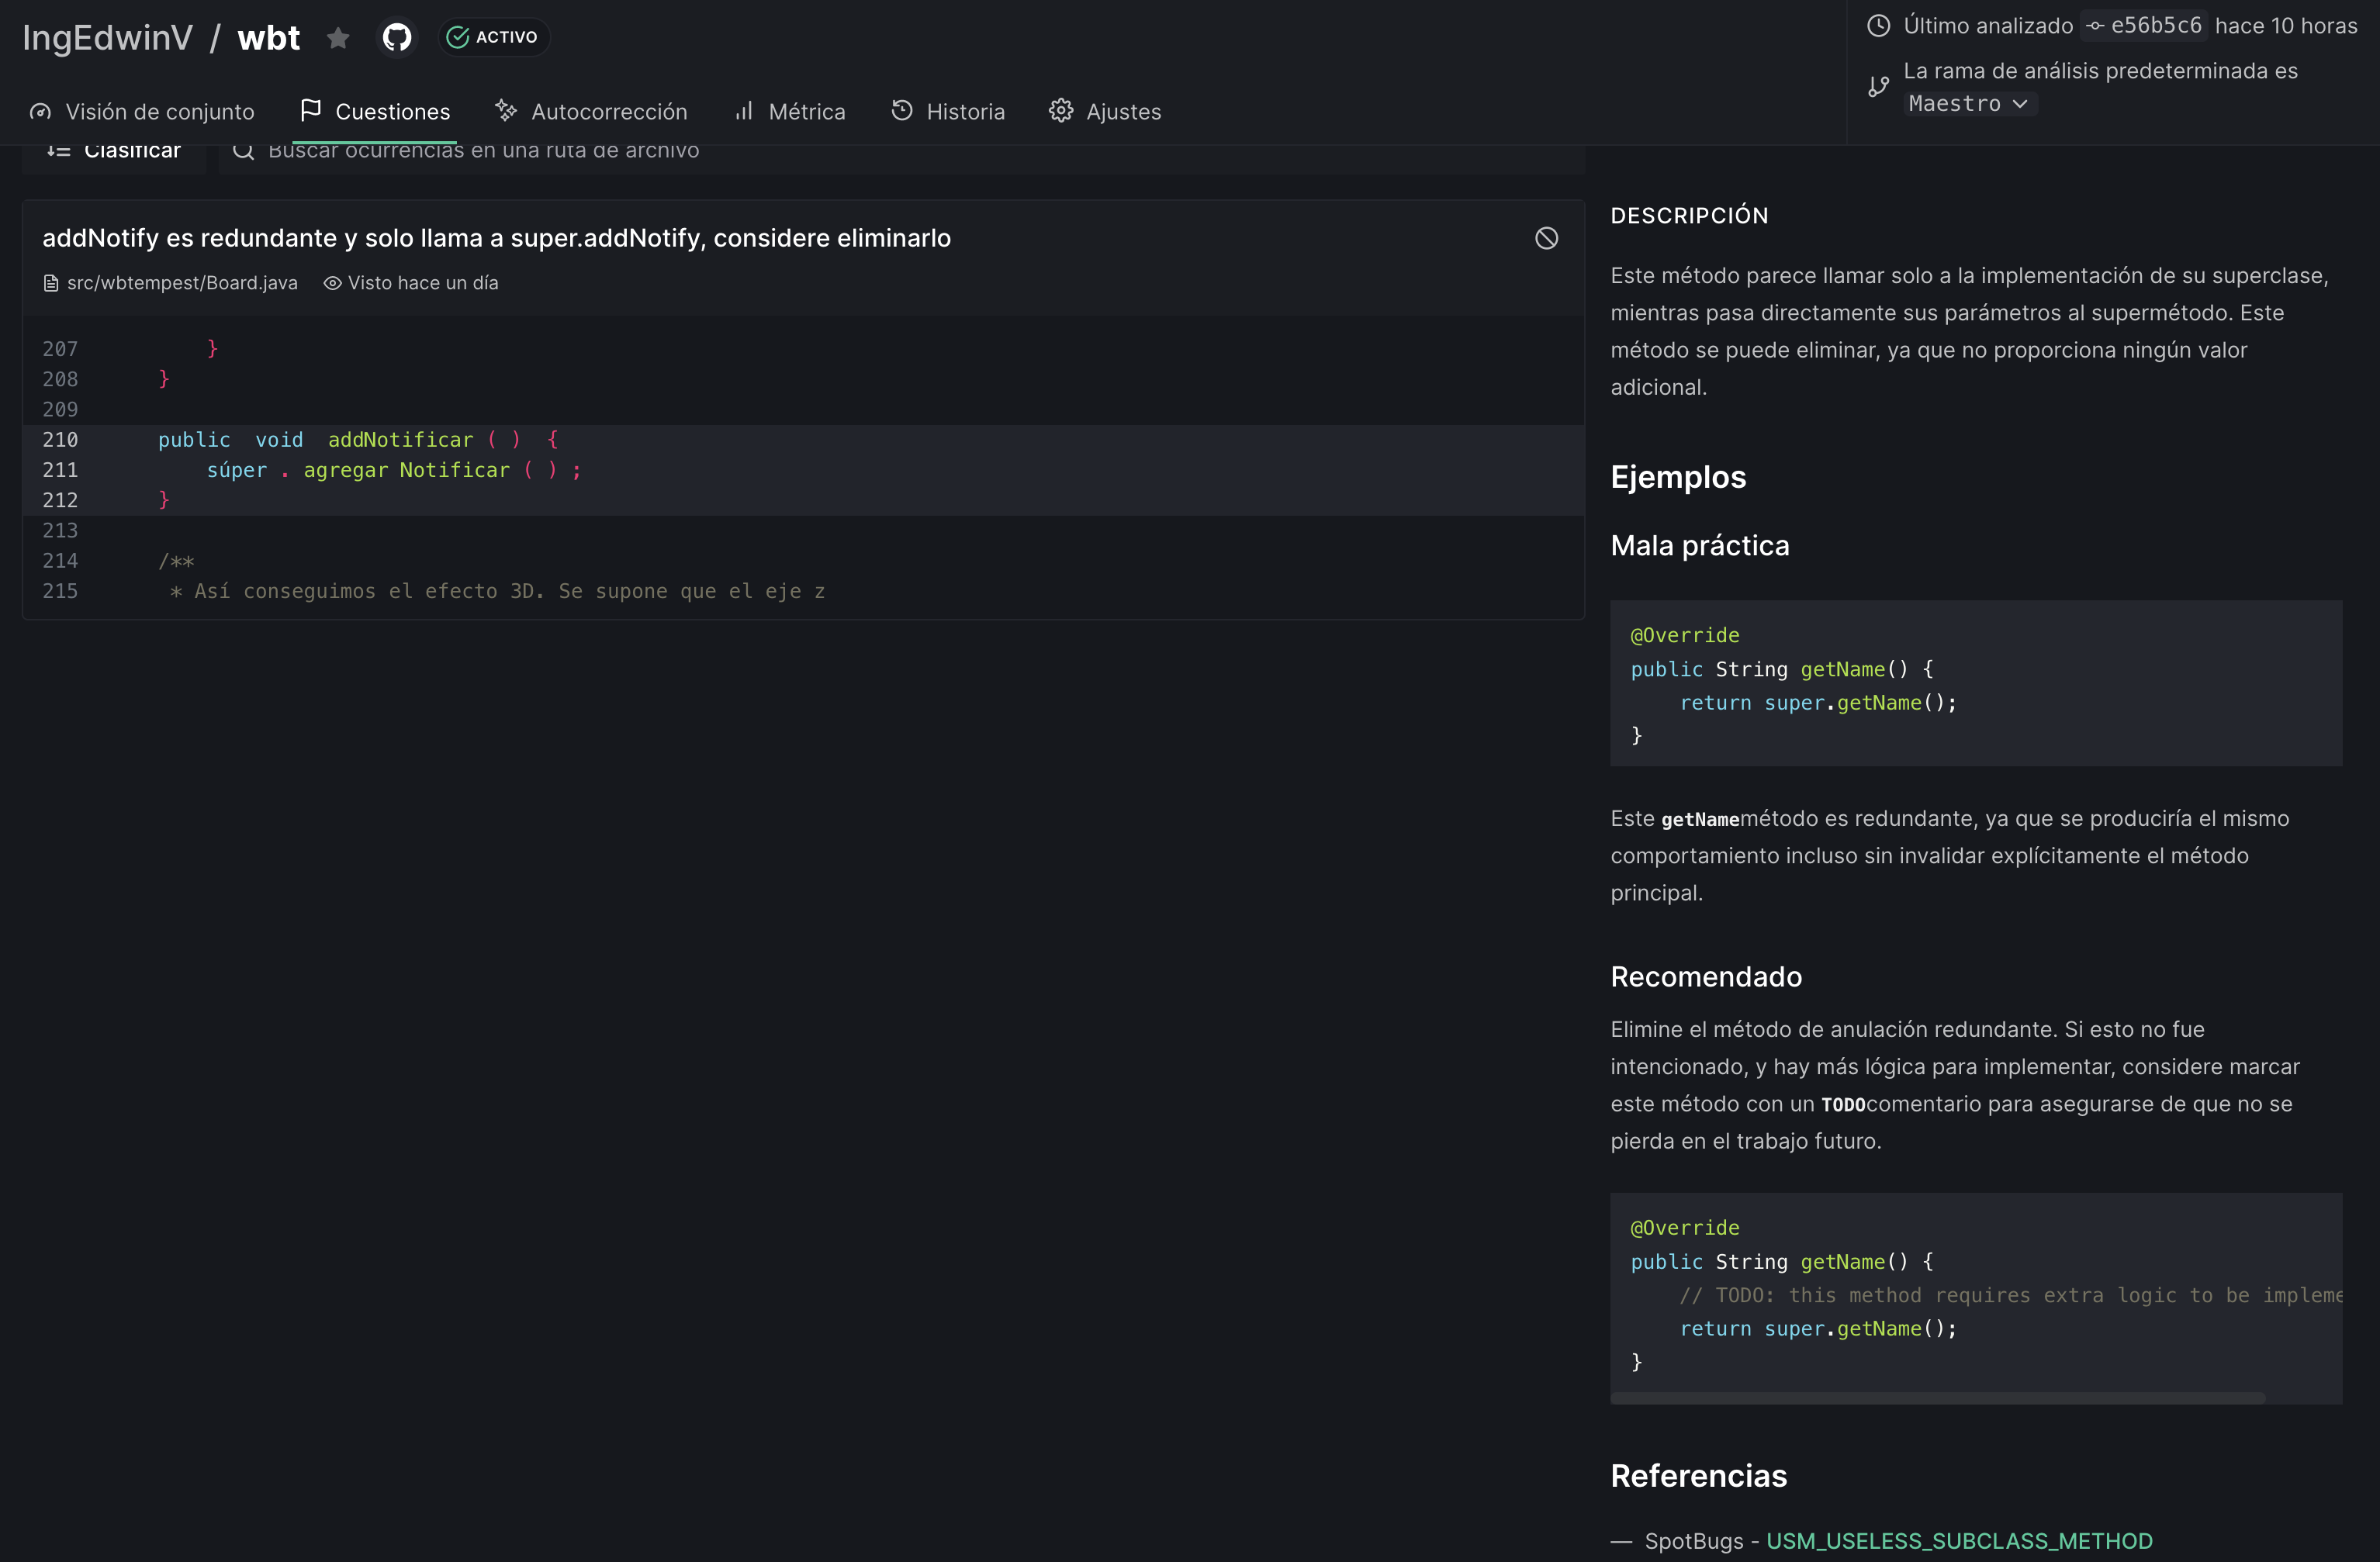 IngEdwinV / wbt ACTIVO
Último analizado e56b5c6 hace 10 horas
La rama de análisis predeterminada es
Maestro
Visión de conjunto Cuestiones Autocorrección Métrica Historia Ajustes
Clasificar Buscar ocurrencias en una ruta de archivo
addNotify es redundante y solo llama a super.addNotify, considere eliminarlo
src/wbtempest/Board.java Visto hace un día
207 }
208 }
209
210 public void addNotificar ( ) {
211 súper . agregar Notificar ( ) ;
212 }
213
214 /**
215 * Así conseguimos el efecto 3D. Se supone que el eje z
DESCRIPCIÓN
Este método parece llamar solo a la implementación de su superclase,
mientras pasa directamente sus parámetros al supermétodo. Este
método se puede eliminar, ya que no proporciona ningún valor
adicional.
Ejemplos
Mala práctica
@Override
public String getName() {
return super.getName();
}
Este getNamemétodo es redundante, ya que se produciría el mismo
comportamiento incluso sin invalidar explícitamente el método
principal.
Recomendado
Elimine el método de anulación redundante. Si esto no fue
intencionado, y hay más lógica para implementar, considere marcar
este método con un TODOcomentario para asegurarse de que no se
pierda en el trabajo futuro.
@Override
public String getName() {
// TODO: this method requires extra logic to be impleme
return super.getName();
}
Referencias
— SpotBugs - USM_USELESS_SUBCLASS_METHOD